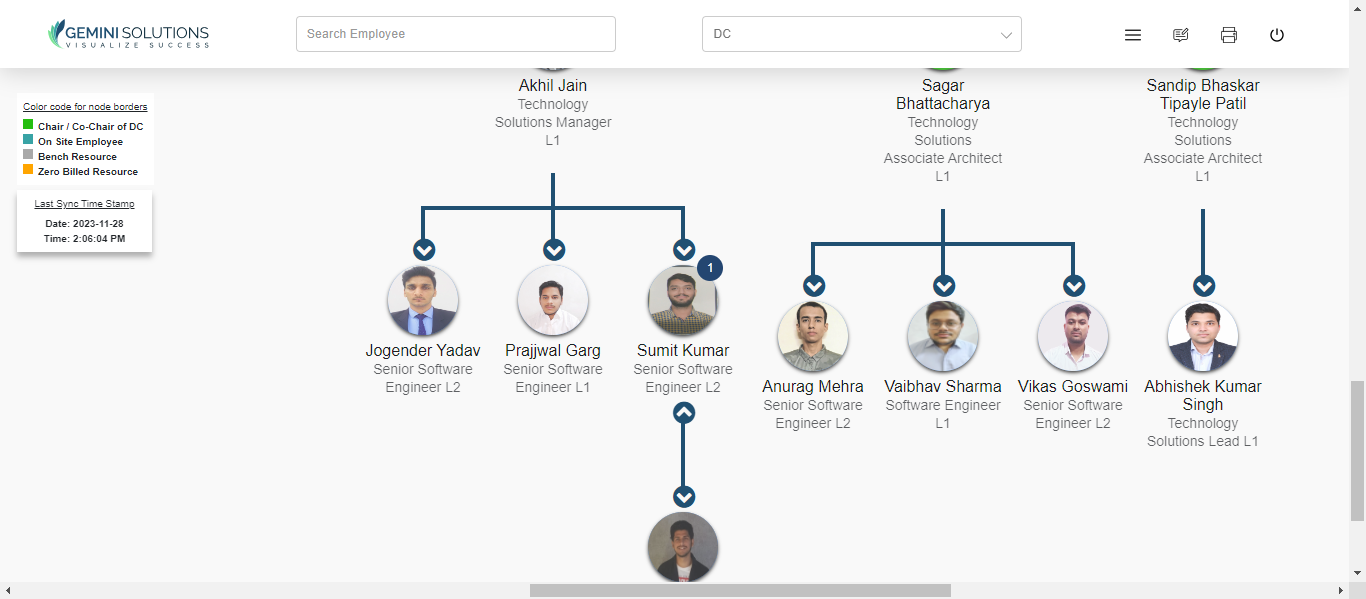 GEMINI SOLUTIONS
VISUALIZE SUCCESS
Search Employee
DC
Color code for node borders
Chair / Co-Chair of DC
On Site Employee
Bench Resource
Zero Billed Resource
Last Sync Time Stamp
Date: 2023-11-28
Time: 2:06:04 PM
Akhil Jain
Technology
Solutions Manager
L1
Sagar
Bhattacharya
Technology
Solutions
Associate Architect
L1
Sandip Bhaskar
Tipayle Patil
Technology
Solutions
Associate Architect
L1
Jogender Yadav
Senior Software
Engineer L2
Prajjwal Garg
Senior Software
Engineer L1
1
Sumit Kumar
Senior Software
Engineer L2
Anurag Mehra
Senior Software
Engineer L2
Vaibhav Sharma
Software Engineer
L1
Vikas Goswami
Senior Software
Engineer L2
Abhishek Kumar
Singh
Technology
Solutions Lead L1